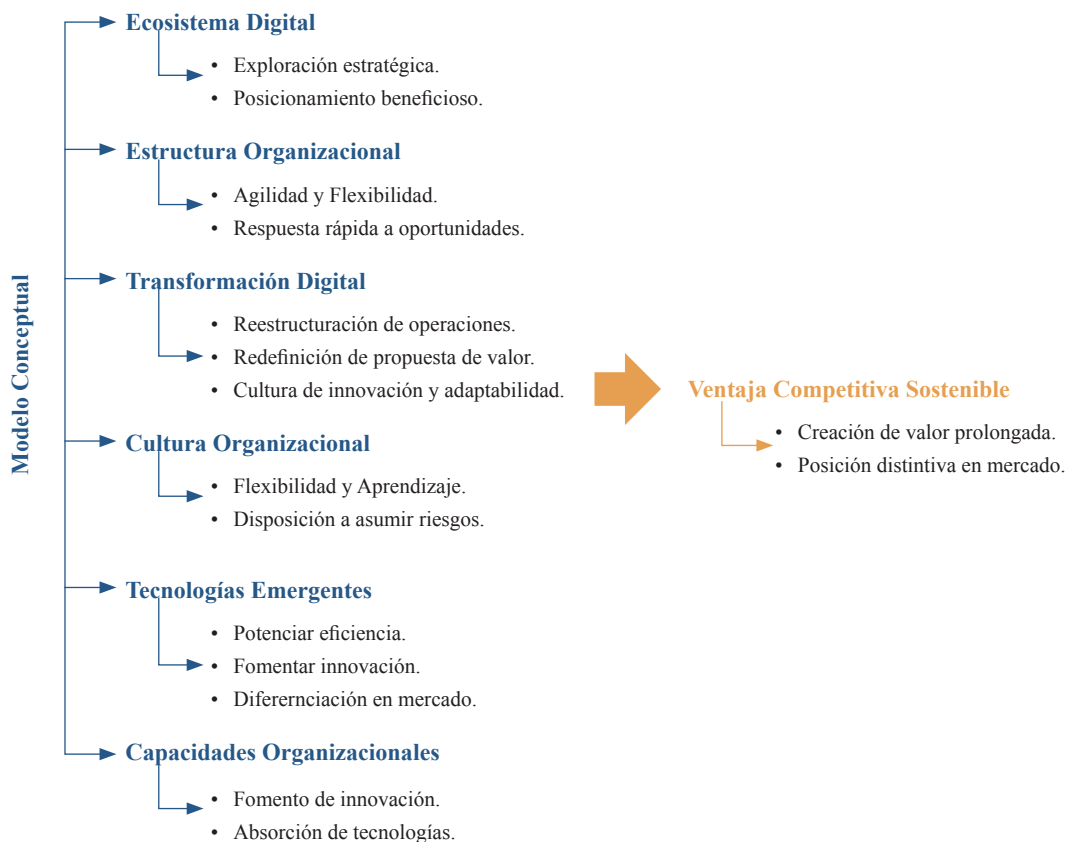 Modelo Conceptual
Ecosistema Digital
• Exploración estratégica.
• Posicionamiento beneficioso.
Estructura Organizacional
• Agilidad y Flexibilidad.
• Respuesta rápida a oportunidades.
Transformación Digital
• Reestructuración de operaciones.
• Redefinición de propuesta de valor.
• Cultura de innovación y adaptabilidad.
Cultura Organizacional
• Flexibilidad y Aprendizaje.
• Disposición a asumir riesgos.
Tecnologías Emergentes
• Potenciar eficiencia.
• Fomentar innovación.
• Diferernciación en mercado.
Capacidades Organizacionales
• Fomento de innovación.
• Absorción de tecnologías.
Ventaja Competitiva Sostenible
• Creación de valor prolongada.
• Posición distintiva en mercado.